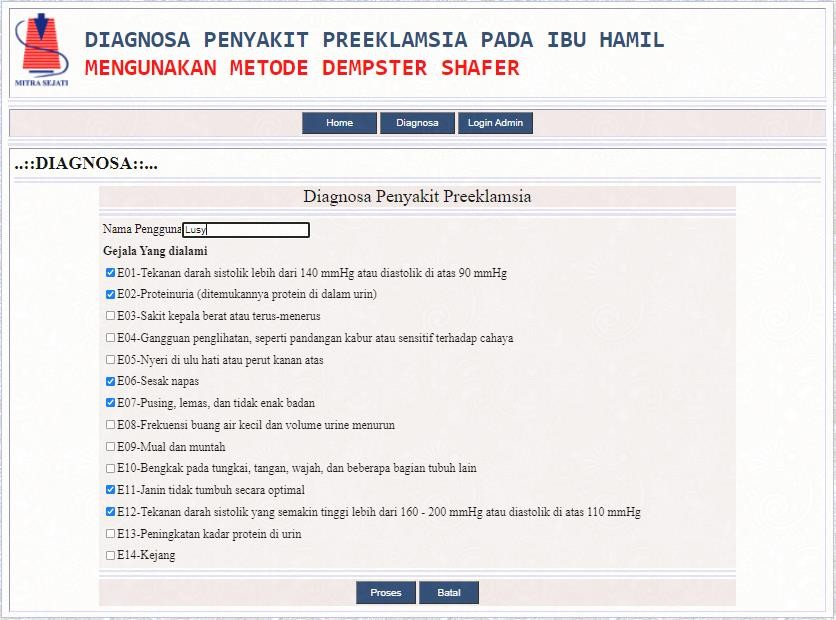 MITRA SEJATI
DIAGNOSA PENYAKIT PREEKLAMSIA PADA IBU HAMIL
MENGUNAKAN METODE DEMPSTER SHAFER
Home Diagnosa Login Admin
..::DIAGNOSA::...
Diagnosa Penyakit Preeklamsia
Nama Pengguna Lusy
Gejala Yang dialami
E01-Tekanan darah sistolik lebih dari 140 mmHg atau diastolik di atas 90 mmHg
E02-Proteinuria (ditemukannya protein di dalam urin)
E03-Sakit kepala berat atau terus-menerus
E04-Gangguan penglihatan, seperti pandangan kabur atau sensitif terhadap cahaya
E05-Nyeri di ulu hati atau perut kanan atas
E06-Sesak napas
E07-Pusing, lemas, dan tidak enak badan
E08-Frekuensi buang air kecil dan volume urine menurun
E09-Mual dan muntah
E10-Bengkak pada tungkai, tangan, wajah, dan beberapa bagian tubuh lain
E11-Janin tidak tumbuh secara optimal
E12-Tekanan darah sistolik yang semakin tinggi lebih dari 160 - 200 mmHg atau diastolik di atas 110 mmHg
E13-Peningkatan kadar protein di urin
E14-Kejang
Proses Batal